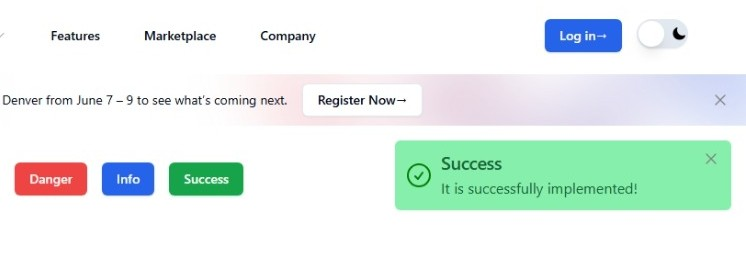 Features Marketplace Company Log in→
Denver from June 7 – 9 to see what's coming next. Register Now→
Danger Info Success
Success
It is successfully implemented!